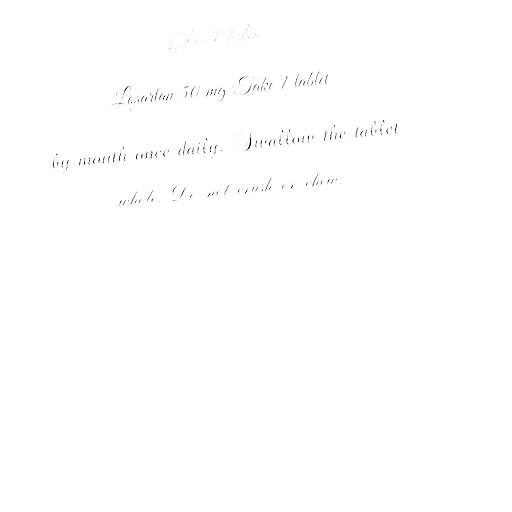 Losartan 50 mg Take 1 tablet
by mouth once daily. Swallow the tablet
whole. Do not crush or chew.